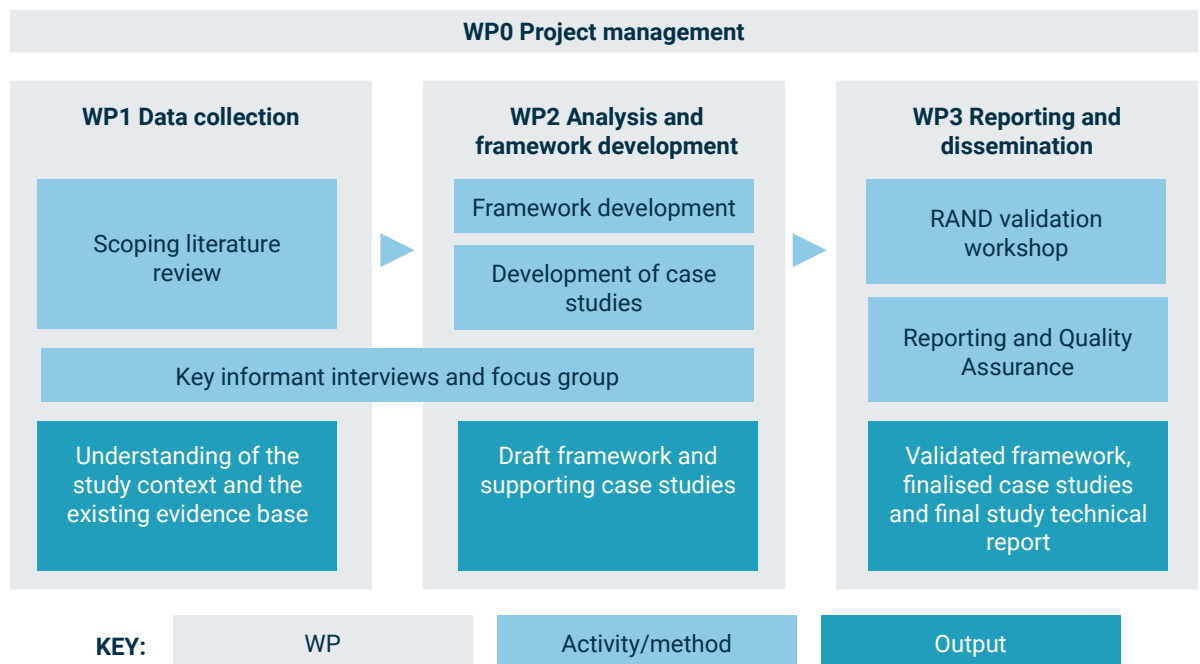 WP0 Project management
WP1 Data collection
Scoping literature
review
WP2 Analysis and
framework development
Framework development
Development of case
studies
Key informant interviews and focus group
WP3 Reporting and
dissemination
RAND validation
workshop
Reporting and Quality
Assurance
Understanding of the
study context and the
existing evidence base
Draft framework and
supporting case studies
Validated framework,
finalised case studies
and final study technical
report
KEY:
WP
Activity/method
Output